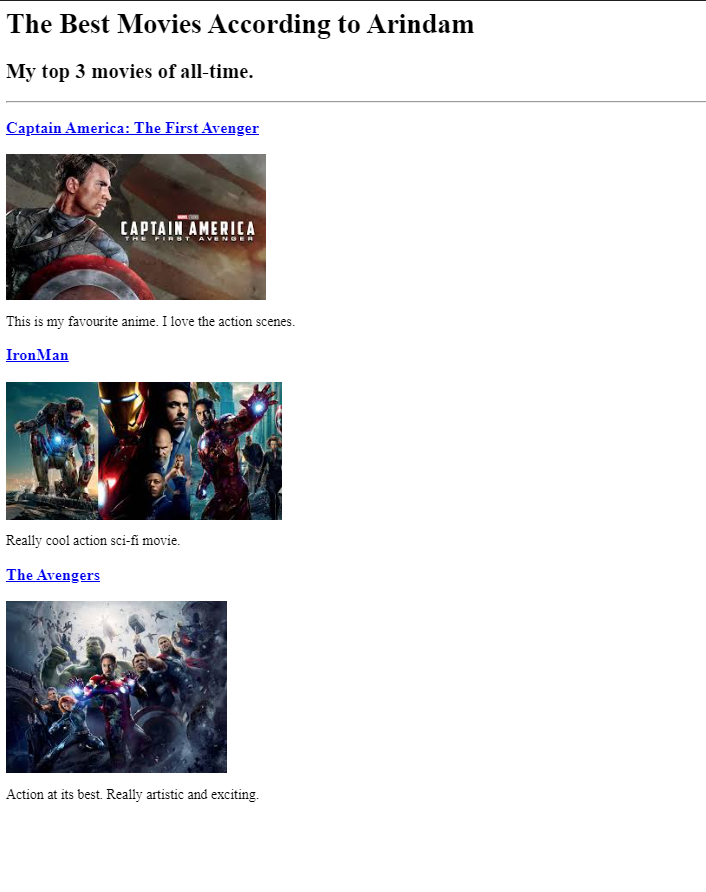 The Best Movies According to Arindam
My top 3 movies of all-time.
Captain America: The First Avenger
CAPTAIN AMERICA
THE FIRST AVENGER
This is my favourite anime. I love the action scenes.
IronMan
Really cool action sci-fi movie.
The Avengers
Action at its best. Really artistic and exciting.